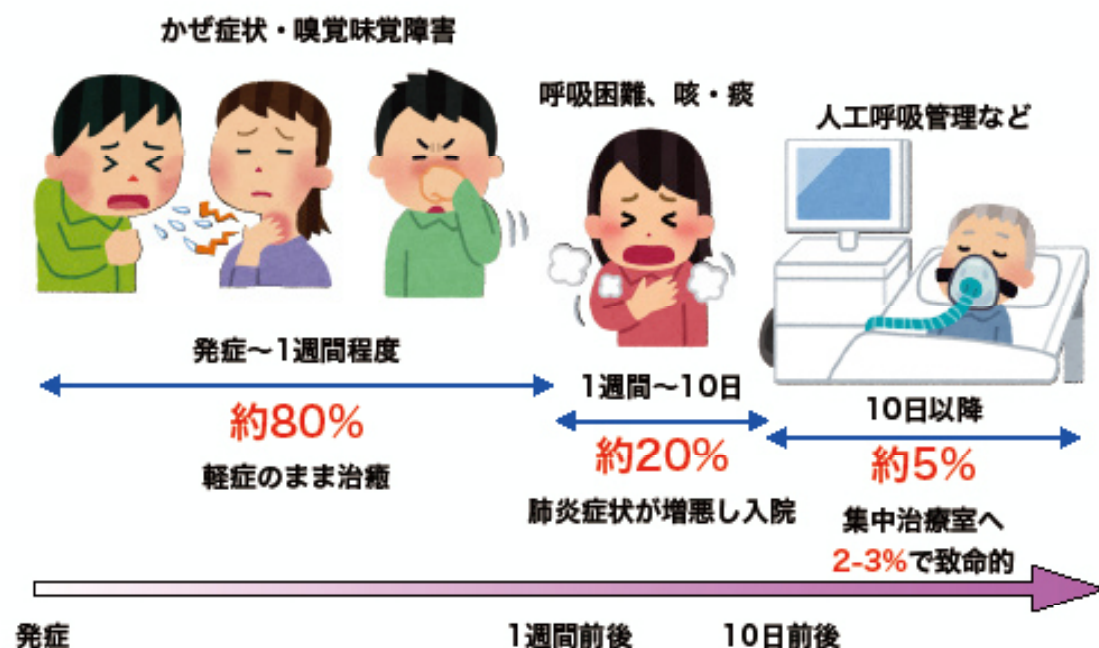 かぜ症状・嗅覚味覚障害
呼吸困難、咳・痰
人工呼吸管理など
発症～1週間程度
約80%
軽症のまま治癒
1週間～10日
約20%
肺炎症状が増悪し入院
10日以降
約5%
集中治療室へ
2-3%で致命的
発症
1週間前後
10日前後